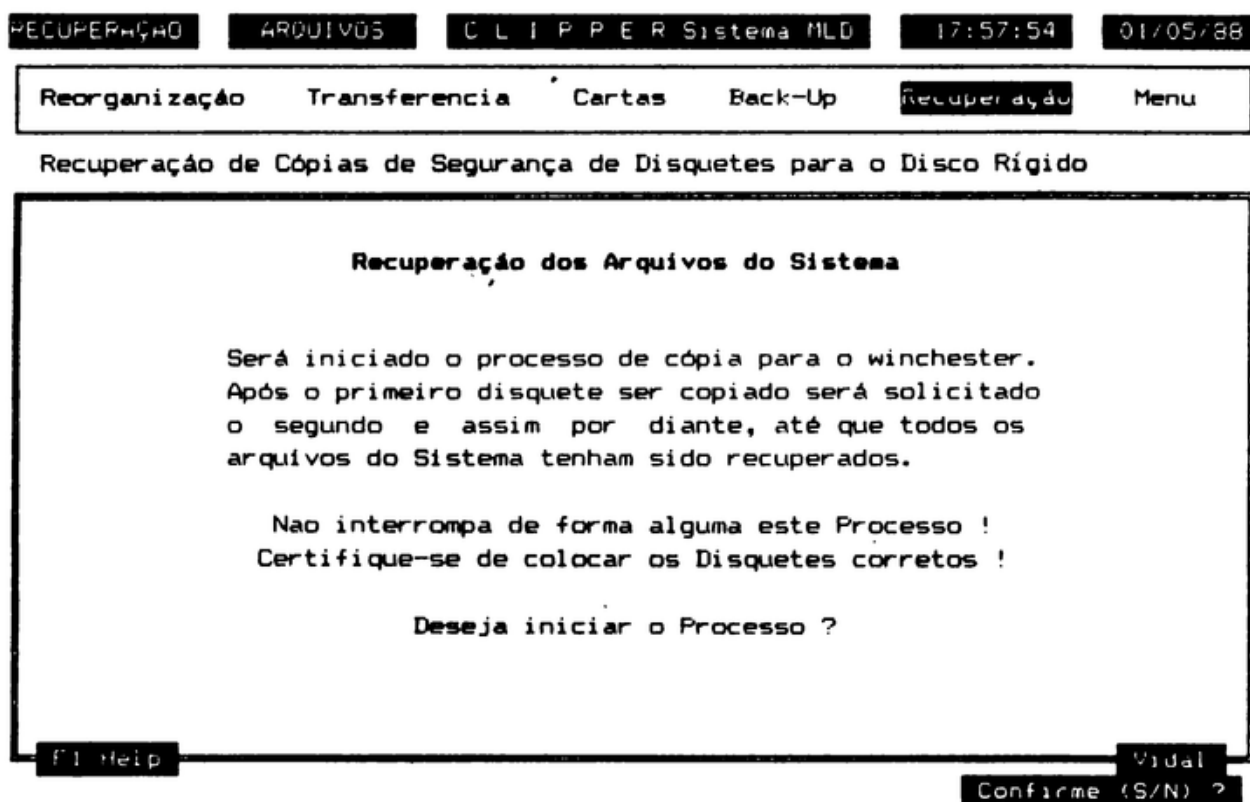 RECUPERAÇÃO ARQUIVOS C L I P P E R Sistema MLD 17:57:54 01/05/88
Reorganização Transferencia Cartas Back-Up Recuperação Menu
Recuperação de Cópias de Segurança de Disquetes para o Disco Rígido
Recuperação dos Arquivos do Sistema
Será iniciado o processo de cópia para o winchester.
Após o primeiro disquete ser copiado será solicitado
o segundo e assim por diante, até que todos os
arquivos do Sistema tenham sido recuperados.
Nao interrompa de forma alguma este Processo !
Certifique-se de colocar os Disquetes corretos !
Deseja iniciar o Processo ?
F1 Help Vidal
Confirme (S/N) ?